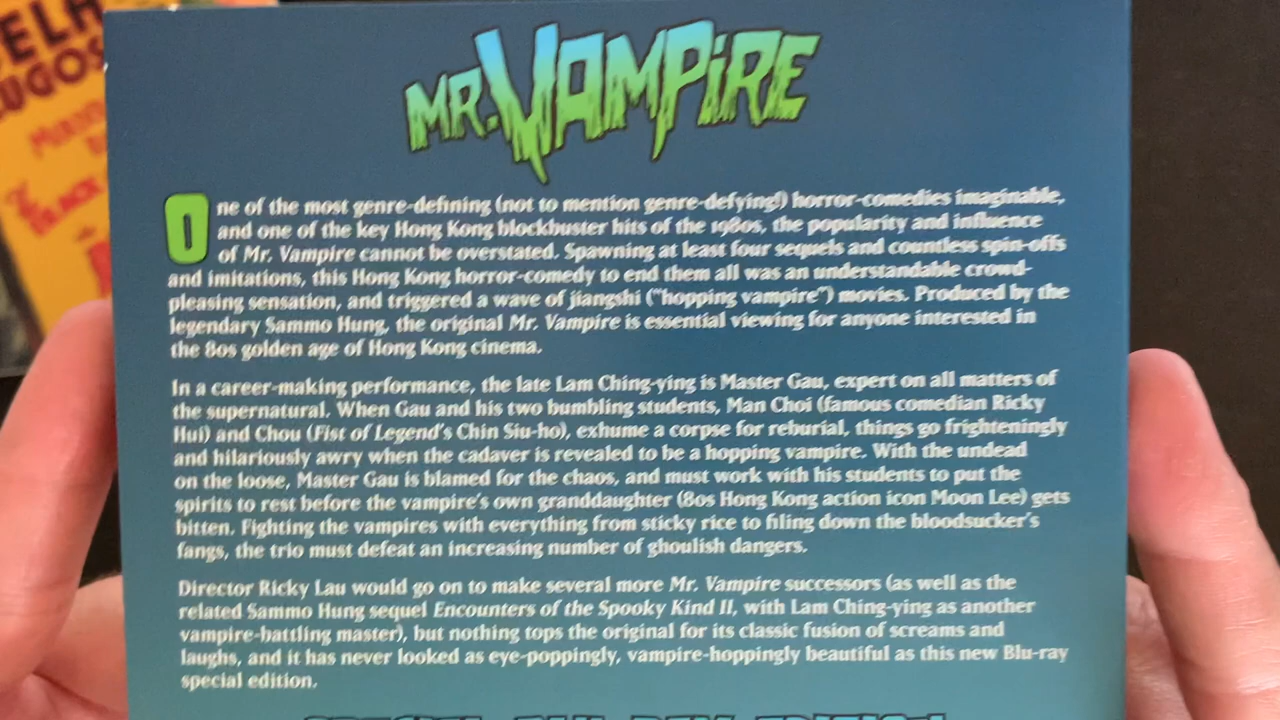 ELA
UGOS
MR. VAMPiRE
One of the most genre-defining (not to mention genre-defying!) horror-comedies imaginable,
and one of the key Hong Kong blockbuster hits of the 1980s, the popularity and influence
of Mr. Vampire cannot be overstated. Spawning at least four sequels and countless spin-offs
and imitations, this Hong Kong horror-comedy to end them all was an understandable crowd-
pleasing sensation, and triggered a wave of jiangshi ("hopping vampire") movies. Produced by the
legendary Sammo Hung, the original Mr. Vampire is essential viewing for anyone interested in
the 80s golden age of Hong Kong cinema.
In a career-making performance, the late Lam Ching-ying is Master Gau, expert on all matters of
the supernatural. When Gau and his two bumbling students, Man Choi (famous comedian Ricky
Hui) and Chou (Fist of Legend's Chin Siu-ho), exhume a corpse for reburial, things go frighteningly
and hilariously awry when the cadaver is revealed to be a hopping vampire. With the undead
on the loose, Master Gau is blamed for the chaos, and must work with his students to put the
spirits to rest before the vampire's own granddaughter (80s Hong Kong action icon Moon Lee) gets
bitten. Fighting the vampires with everything from sticky rice to filing down the bloodsucker's
fangs, the trio must defeat an increasing number of ghoulish dangers.
Director Ricky Lau would go on to make several more Mr. Vampire successors (as well as the
related Sammo Hung sequel Encounters of the Spooky Kind II, with Lam Ching-ying as another
vampire-battling master), but nothing tops the original for its classic fusion of screams and
laughs, and it has never looked as eye-poppingly, vampire-hoppingly beautiful as this new Blu-ray
special edition.